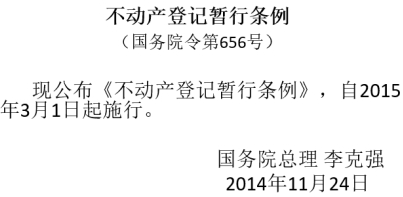 不动产登记暂行条例
（国务院令第656号）
现公布《不动产登记暂行条例》，自2015
年3月1日起施行。
国务院总理 李克强
2014年11月24日